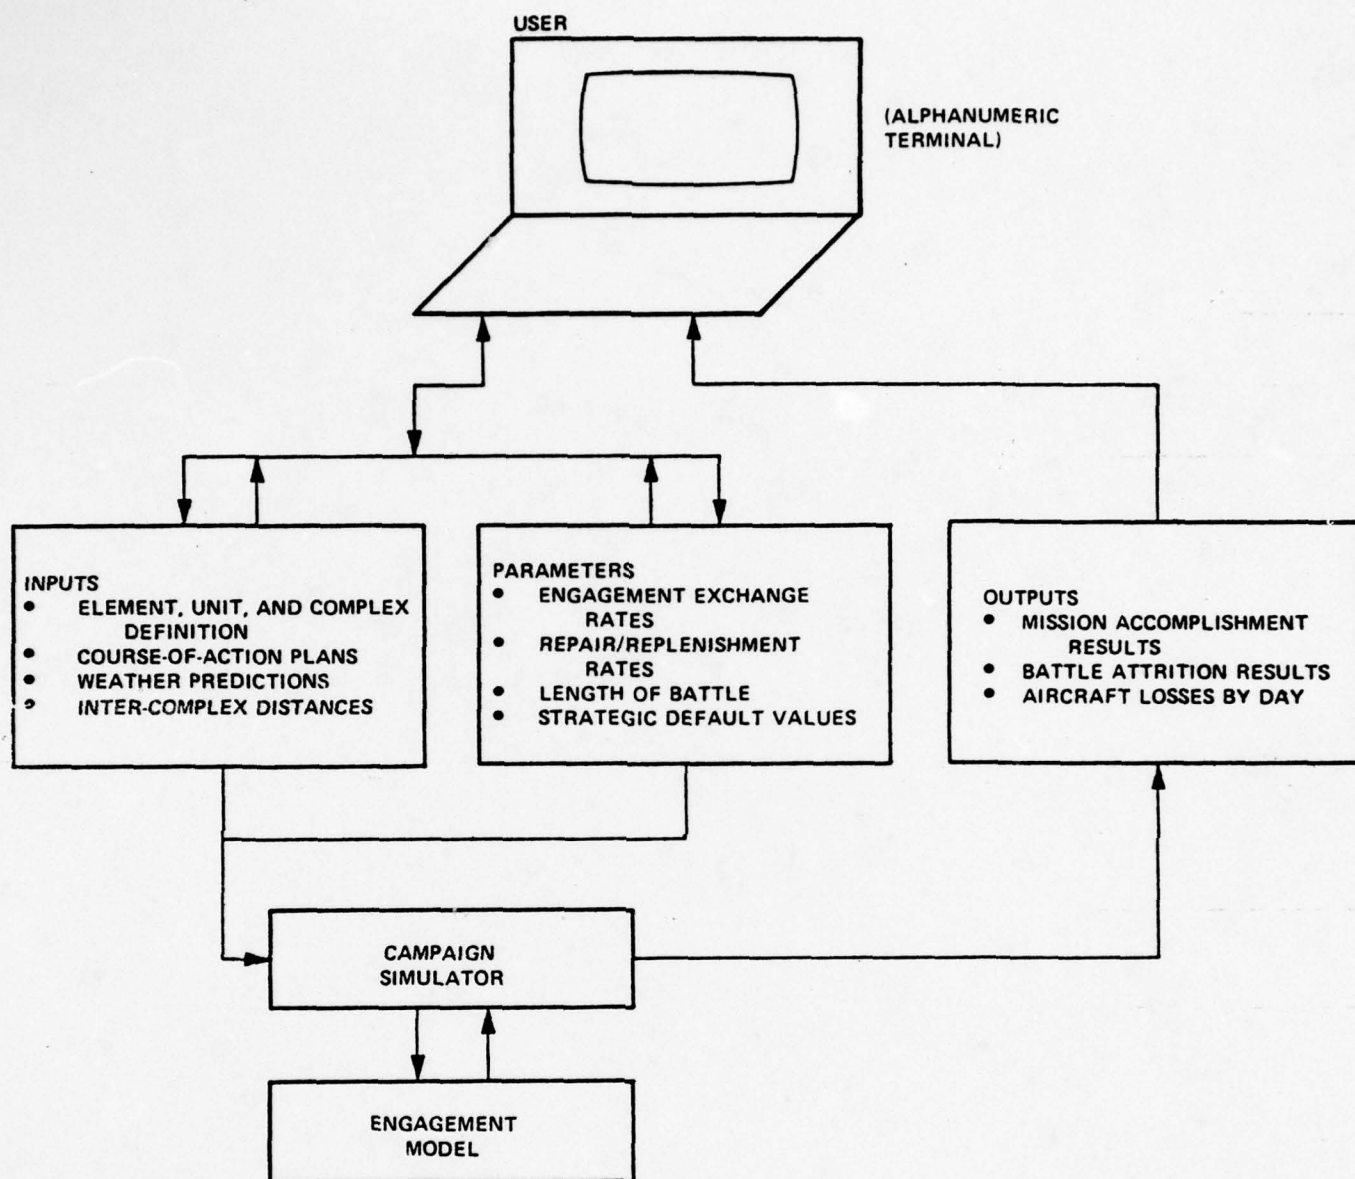 USER
(ALPHANUMERIC
TERMINAL)
INPUTS
• ELEMENT, UNIT, AND COMPLEX
DEFINITION
• COURSE-OF-ACTION PLANS
• WEATHER PREDICTIONS
• INTER-COMPLEX DISTANCES
PARAMETERS
• ENGAGEMENT EXCHANGE
RATES
• REPAIR/REPLENISHMENT
RATES
• LENGTH OF BATTLE
• STRATEGIC DEFAULT VALUES
OUTPUTS
• MISSION ACCOMPLISHMENT
RESULTS
• BATTLE ATTRITION RESULTS
• AIRCRAFT LOSSES BY DAY
CAMPAIGN
SIMULATOR
ENGAGEMENT
MODEL